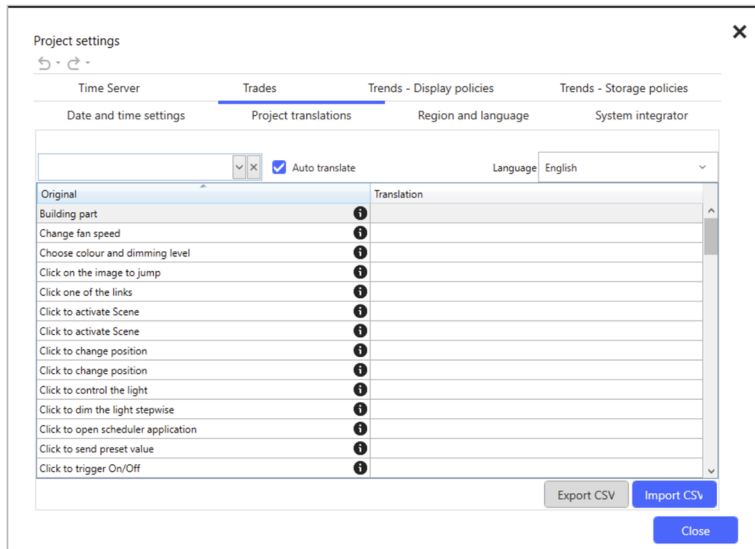 Project settings
Time Server Trades Trends - Display policies Trends - Storage policies
Date and time settings Project translations Region and language System integrator
Auto translate Language English
Original Translation
Building part
Change fan speed
Choose colour and dimming level
Click on the image to jump
Click one of the links
Click to activate Scene
Click to activate Scene
Click to change position
Click to change position
Click to control the light
Click to dim the light stepwise
Click to open scheduler application
Click to send preset value
Click to trigger On/Off
Export CSV Import CSV
Close